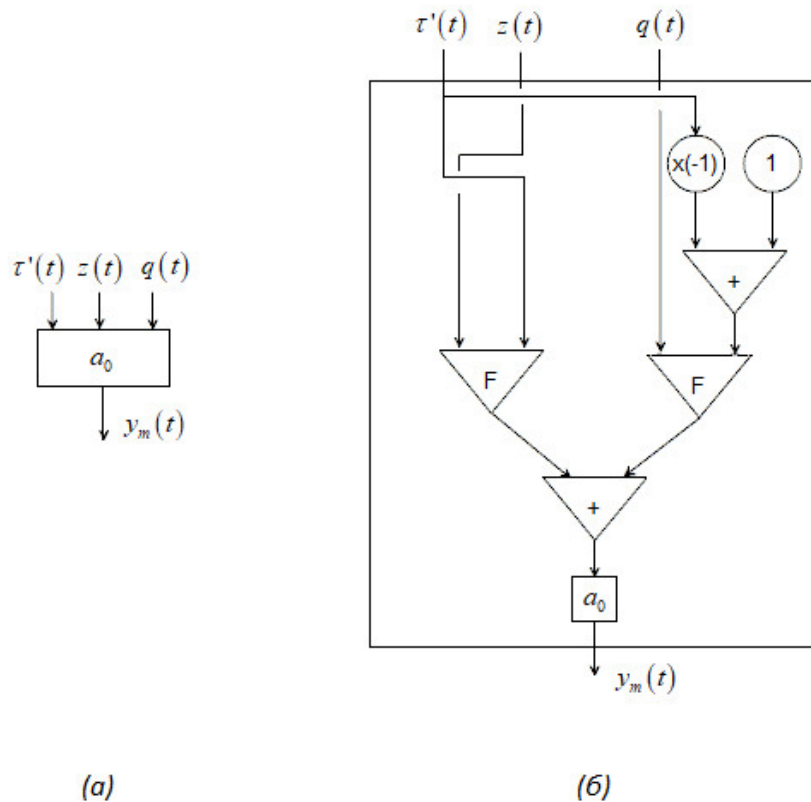 τ'(t) z(t) q(t)
x(-1) 1
+
τ'(t) z(t) q(t)
a₀
F F
yₘ(t)
+
a₀
yₘ(t)
(а) (б)